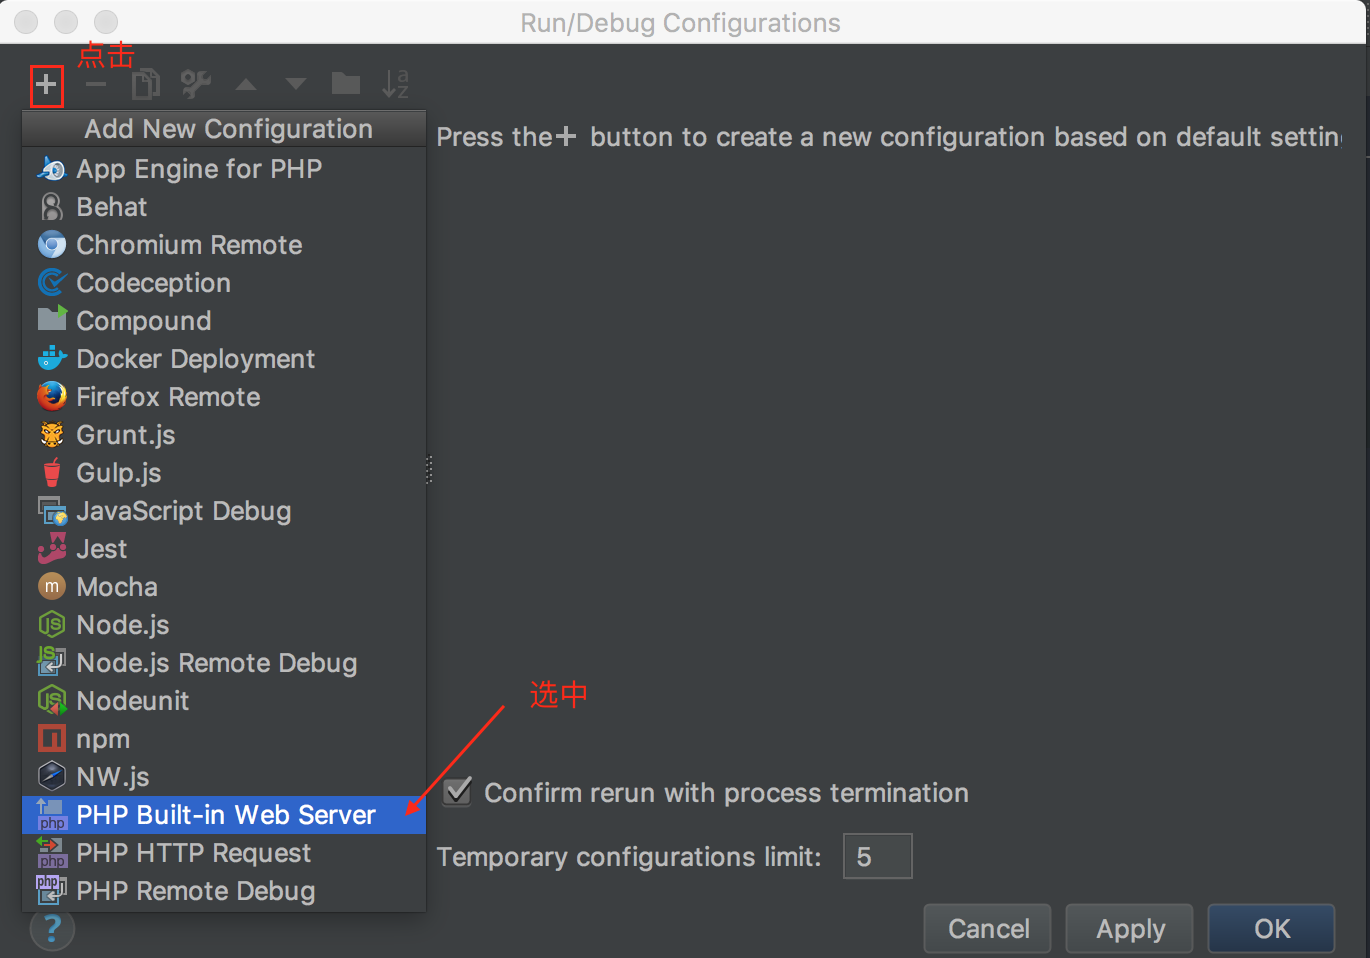 Run/Debug Configurations
点击
Add New Configuration
Press the + button to create a new configuration based on default settin
App Engine for PHP
Behat
Chromium Remote
Codeception
Compound
Docker Deployment
Firefox Remote
Grunt.js
Gulp.js
JavaScript Debug
Jest
Mocha
Node.js
Node.js Remote Debug
Nodeunit
npm
NW.js
PHP Built-in Web Server
PHP HTTP Request
PHP Remote Debug
选中
Confirm rerun with process termination
Temporary configurations limit: 5
? Cancel Apply OK